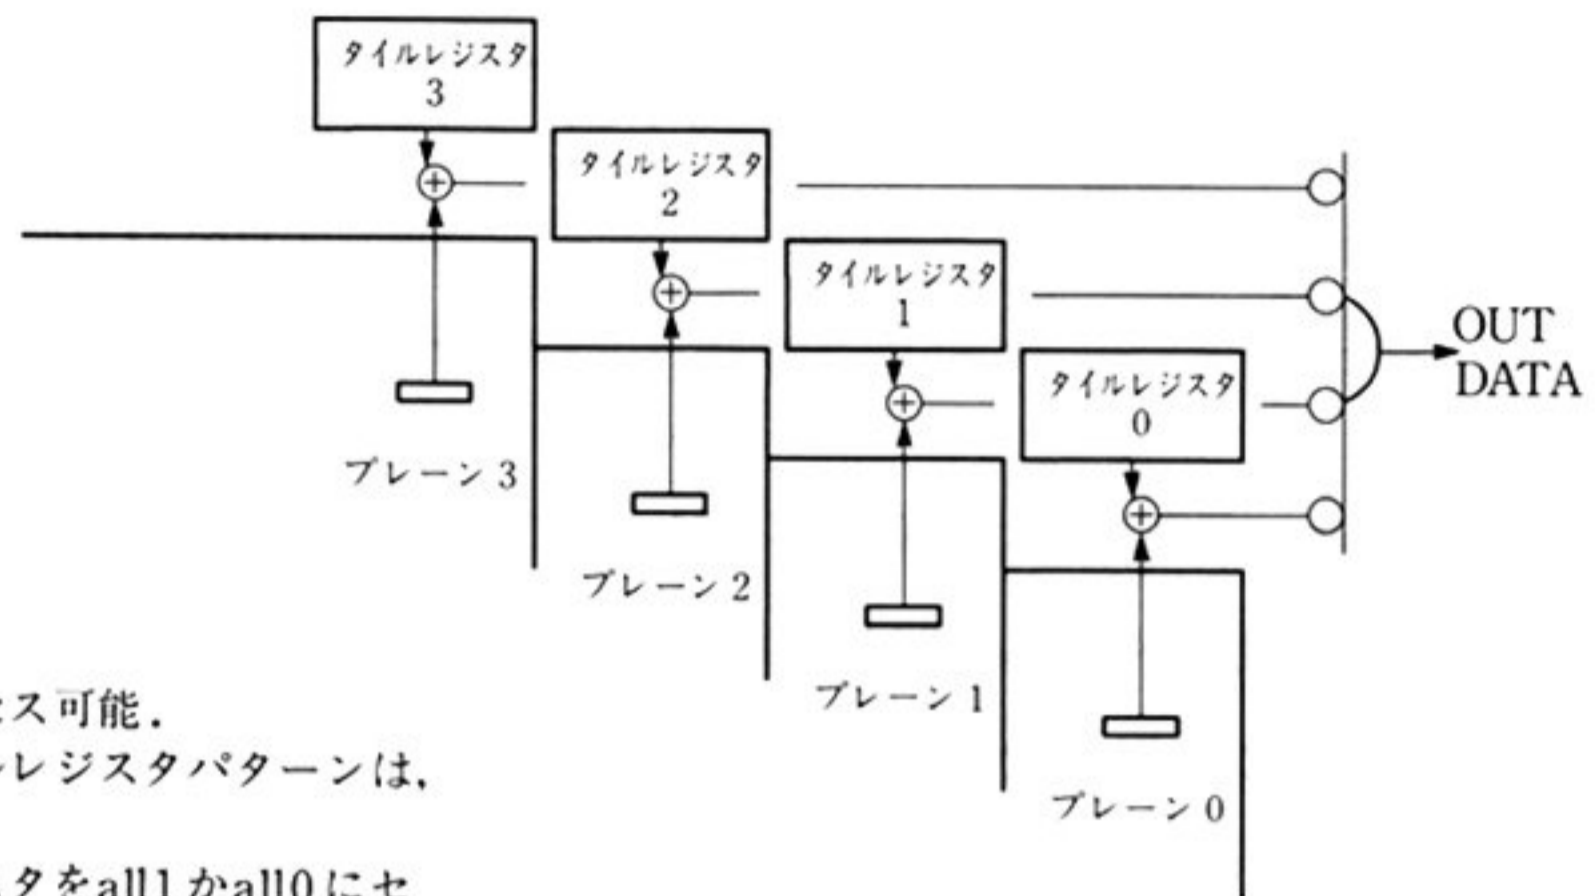 タイルレジスタ
3
タイルレジスタ
2
タイルレジスタ
1
タイルレジスタ
0
OUT
DATA
プレーン3
プレーン2
プレーン1
プレーン0
ス可能.
レジスタパターンは,
タをall1かall0にセ